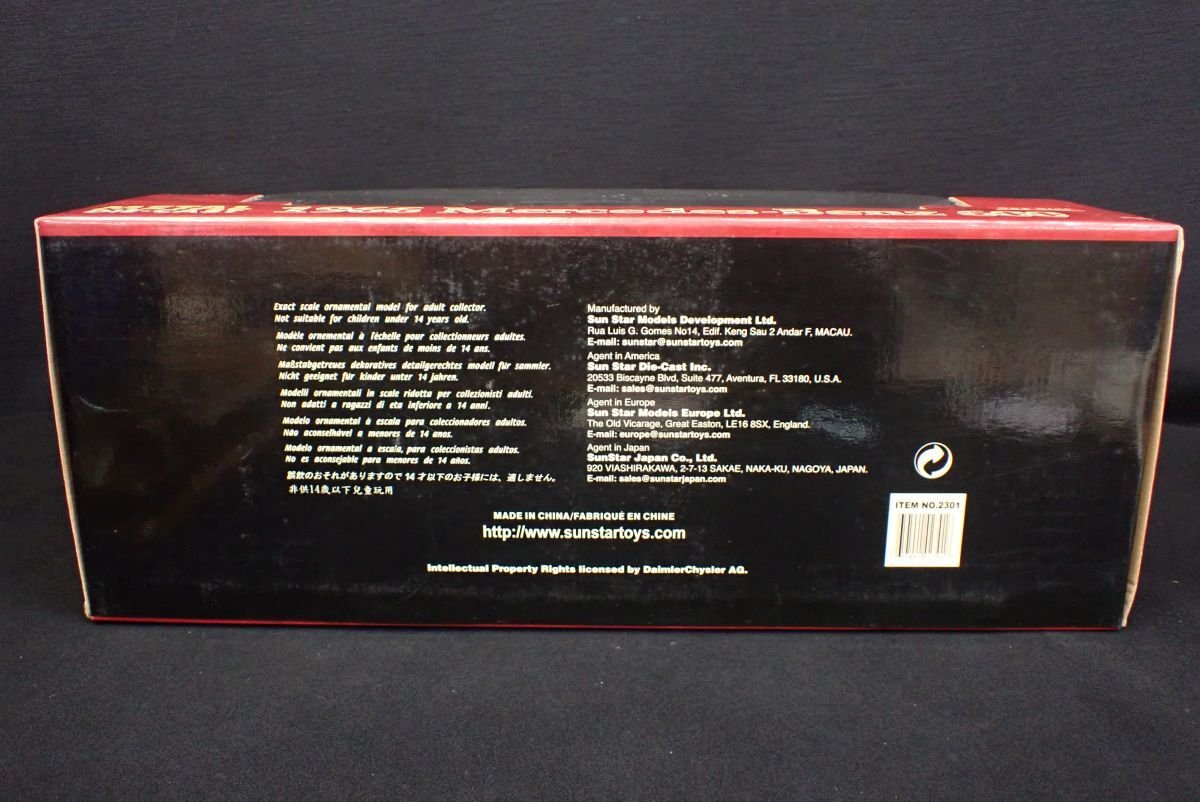 1966 Mercedes-Benz 600
Exact scale ornamental model for adult collector.
Not suitable for children under 14 years old.
Modèle ornemental à l'échelle pour collectionneurs adultes.
Ne convient pas aux enfants de moins de 14 ans.
Maßstabgetreues dekoratives detailgerechtes modell für sammier.
Nicht geeignet für kinder unter 14 jahren.
Modelli ornamentali in scale ridotta per collezionisti adulti.
Non adatti a ragazzi di eta inferiore a 14 anni.
Modelo ornamental à escala para coleccionadores adultos.
Não aconselhável a menores de 14 anos.
Modelo ornamental a escaia, para coleccionistas adultos.
No es aconsejable para menores de 14 años.
誤飲のおそれがありますので 14 才以下のお子様には、適しません。
非供14歳以下兒童玩用
Manufactured by
Sun Star Models Development Ltd.
Rua Luis G. Gomes No14, Edif. Keng Sau 2 Andar F, MACAU.
E-mail: sunstar@sunstartoys.com
Agent in America
Sun Star Die-Cast Inc.
20533 Biscayne Blvd, Suite 477, Aventura, FL 33180, U.S.A.
E-mail: sales@sunstartoys.com
Agent in Europe
Sun Star Models Europe Ltd.
The Old Vicarage, Great Easton, LE16 8SX, England.
E-mail: europe@sunstartoys.com
Agent in Japan
SunStar Japan Co., Ltd.
920 VIASHIRAKAWA, 2-7-13 SAKAE, NAKA-KU, NAGOYA, JAPAN.
E-mail: sales@sunstarjapan.com
MADE IN CHINA/FABRIQUÉ EN CHINE
http://www.sunstartoys.com
Intellectual Property Rights licensed by DaimlerChysler AG.
ITEM NO.2301